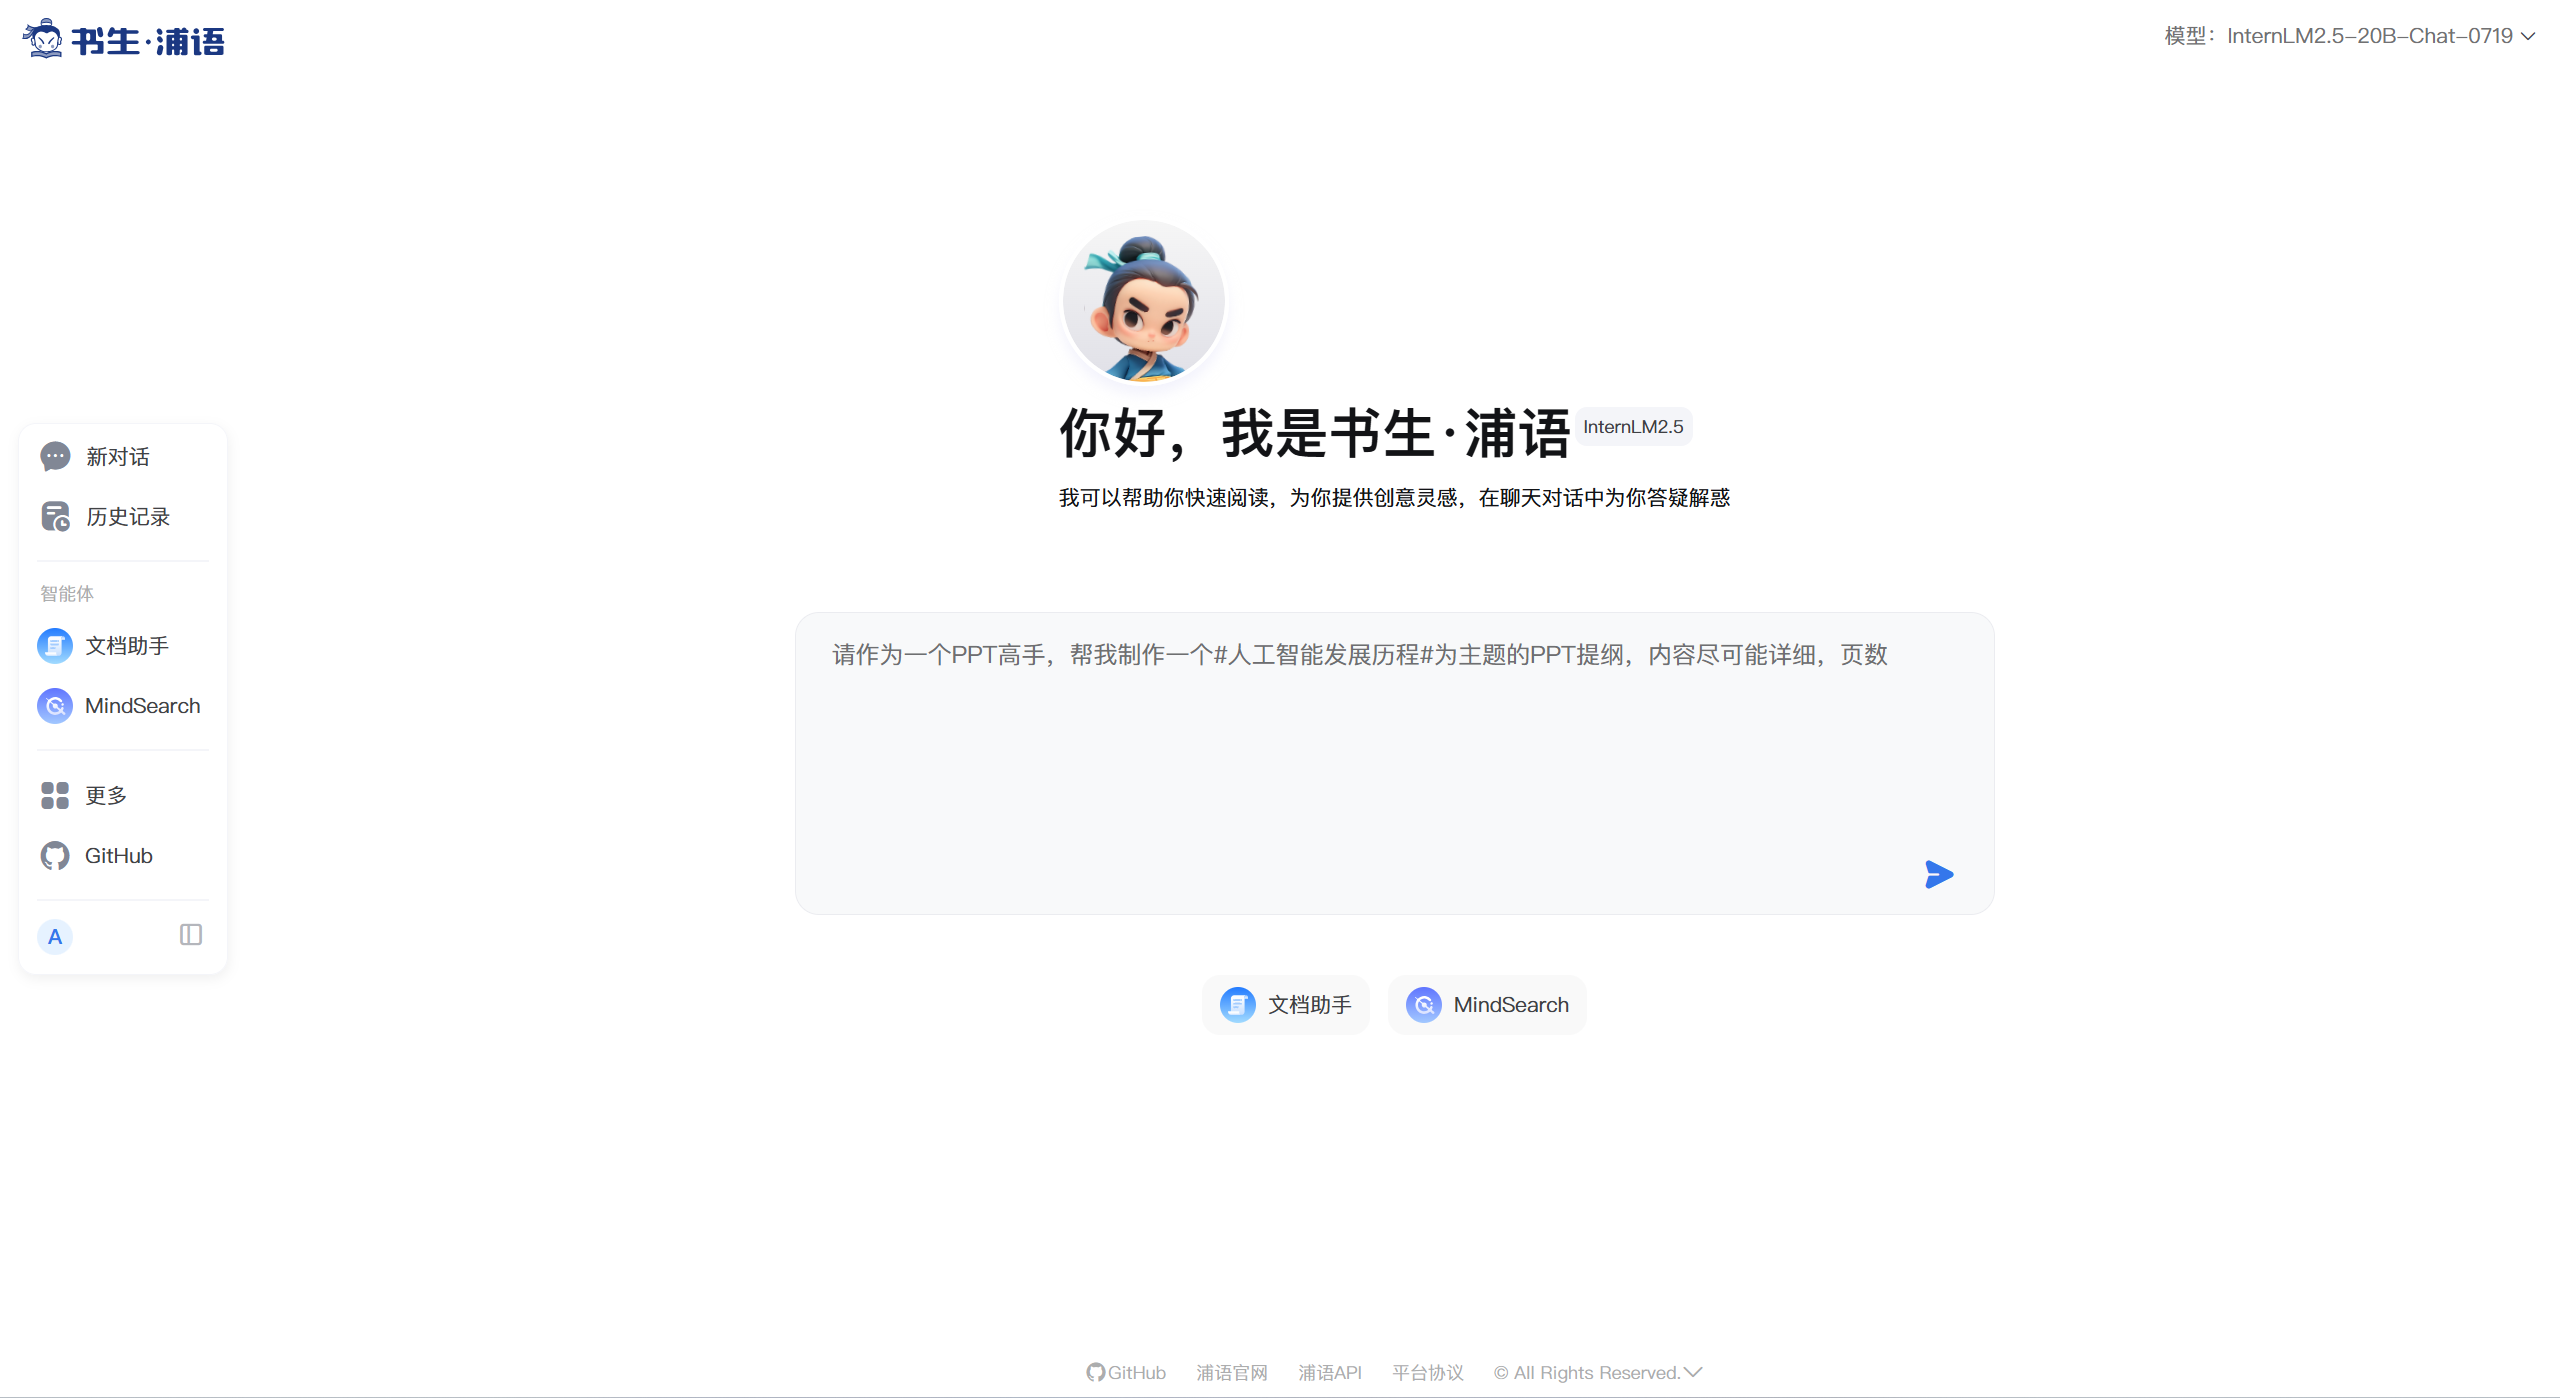 书生·浦语
模型：InternLM2.5-20B-Chat-0719
你好，我是书生·浦语
InternLM2.5
我可以帮助你快速阅读，为你提供创意灵感，在聊天对话中为你答疑解惑
新对话
历史记录
智能体
文档助手
MindSearch
更多
GitHub
A
请作为一个PPT高手，帮我制作一个#人工智能发展历程#为主题的PPT提纲，内容尽可能详细，页数
文档助手
MindSearch
GitHub 浦语官网 浦语API 平台协议 © All Rights Reserved.